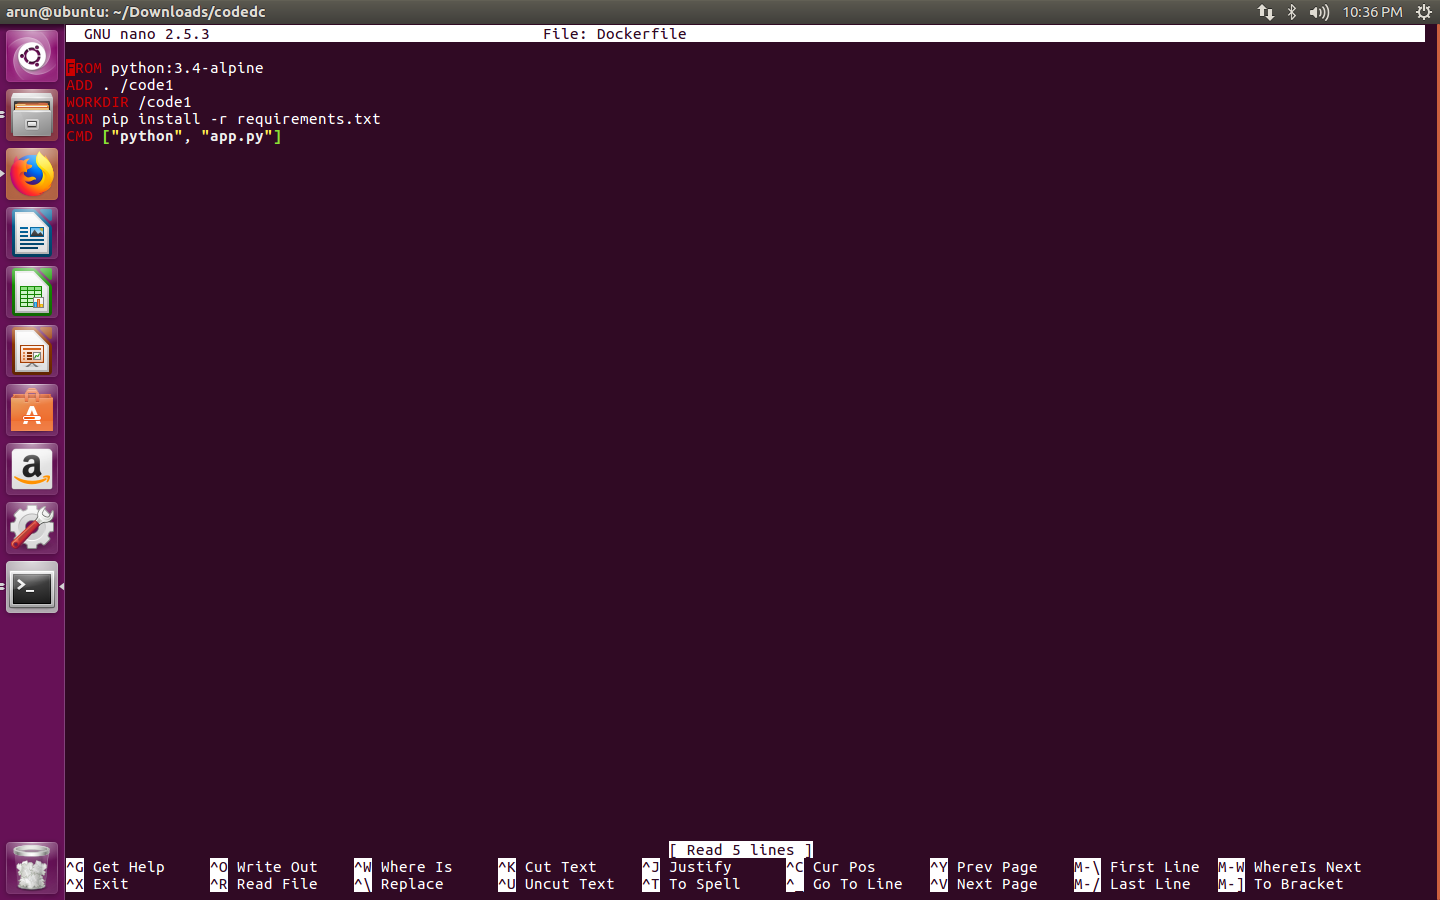 arun@ubuntu: ~/Downloads/codedc
10:36 PM
GNU nano 2.5.3 File: Dockerfile
FROM python:3.4-alpine
ADD . /code1
WORKDIR /code1
RUN pip install -r requirements.txt
CMD ["python", "app.py"]
[ Read 5 lines ]
^G Get Help ^O Write Out ^W Where Is ^K Cut Text ^J Justify ^C Cur Pos ^Y Prev Page M-\ First Line M-W WhereIs Next
^X Exit ^R Read File ^\ Replace ^U Uncut Text ^T To Spell ^_ Go To Line ^V Next Page M-/ Last Line M-] To Bracket